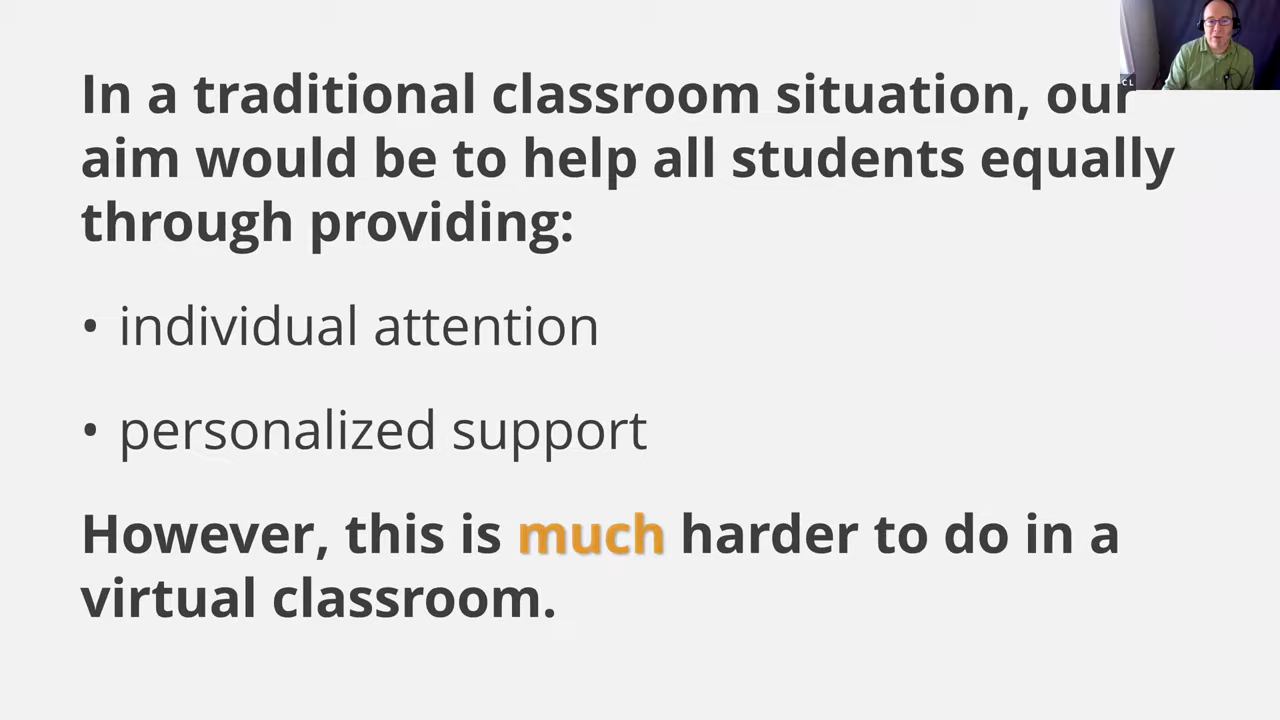 In a traditional classroom situation, our
aim would be to help all students equally
through providing:
• individual attention
• personalized support
However, this is much harder to do in a
virtual classroom.
C L